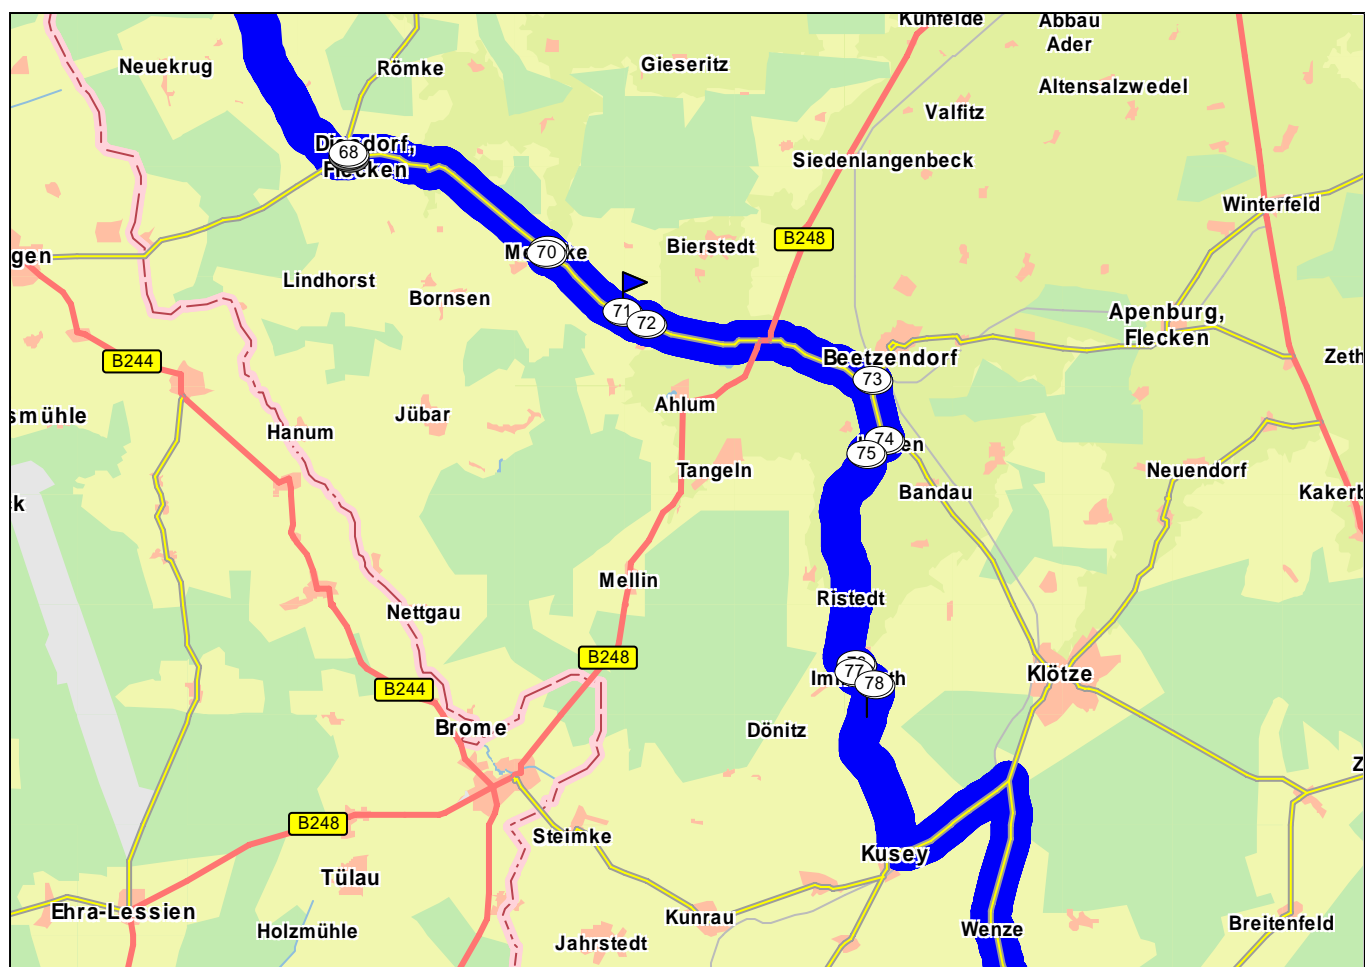 Kuhfelde
Abbau
Ader
Neuekrug
Römke
Gieseritz
Altensalzwedel
Valfitz
68
Flecken
Siedenlangenbeck
Winterfeld
B248
Bierstedt
70
gen
Lindhorst
Bornsen
71
72
Apenburg,
Flecken
Beetzendorf
Zeth
B244
73
Ahlum
smühle
Jübar
Hanum
74
75
Tangeln
Neuendorf
Bandau
Kakerb
ck
Mellin
Ristedt
Nettgau
B248
77
78
Klötze
B244
Brome
Dönitz
Z
B248
Steimke
Kusey
Tülau
Ehra-Lessien
Kunrau
Breitenfeld
Holzmühle
Wenze
Jahrstedt